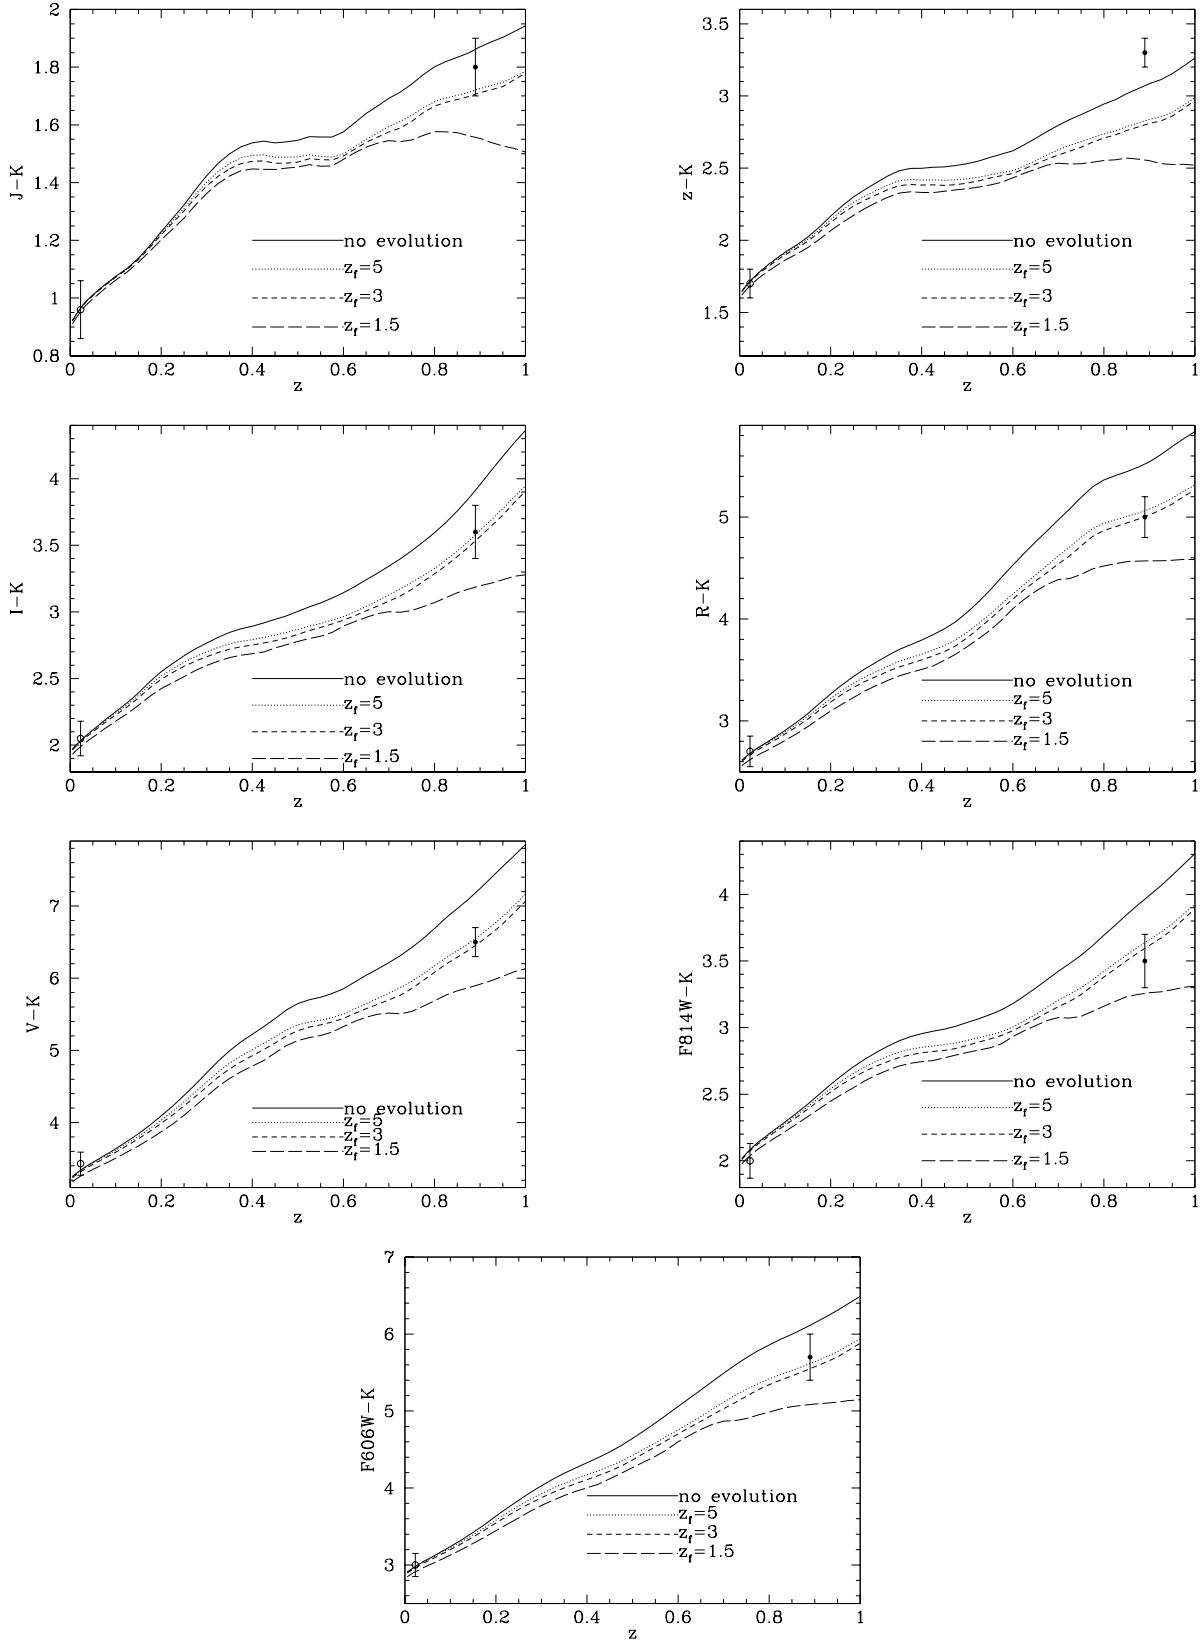 2
1.8
1.6
1.4
1.2
1
0.8
J−K
no evolution
z_f=5
z_f=3
z_f=1.5
0 0.2 0.4 0.6 0.8 1
z
3.5
3
2.5
2
1.5
z−K
no evolution
z_f=5
z_f=3
z_f=1.5
0 0.2 0.4 0.6 0.8 1
z
4
3.5
3
2.5
2
I−K
no evolution
z_f=5
z_f=3
z_f=1.5
0 0.2 0.4 0.6 0.8 1
z
5
4
3
R−K
no evolution
z_f=5
z_f=3
z_f=1.5
0 0.2 0.4 0.6 0.8 1
z
7
6
5
4
V−K
no evolution
z_f=5
z_f=3
z_f=1.5
0 0.2 0.4 0.6 0.8 1
z
4
3.5
3
2.5
2
F814W−K
no evolution
z_f=5
z_f=3
z_f=1.5
0 0.2 0.4 0.6 0.8 1
z
7
6
5
4
3
F606W−K
no evolution
z_f=5
z_f=3
z_f=1.5
0 0.2 0.4 0.6 0.8 1
z